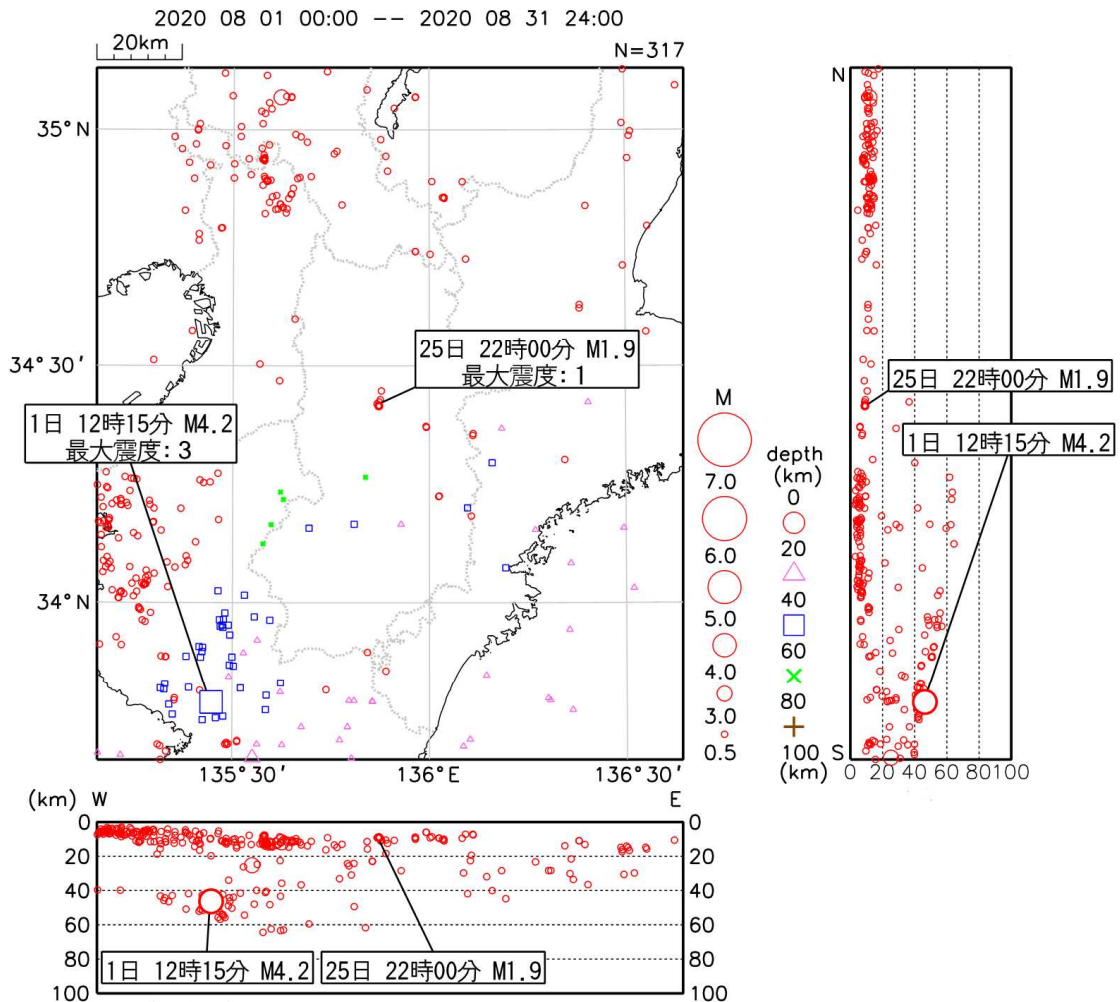 2020 08 01 00:00 -- 2020 08 31 24:00
20km
N=317
35°N
34°30′
34°N
135°30′
136°E
136°30′
25日 22時00分 M1.9
最大震度：1
1日 12時15分 M4.2
最大震度：3
M
7.0
6.0
5.0
4.0
3.0
0.5
depth
(km)
0
20
40
60
80
100
(km)
N
25日 22時00分 M1.9
1日 12時15分 M4.2
S
0 20 40 60 80 100
(km) W E
0 0
20 20
40 40
60 60
80 80
100 100
1日 12時15分 M4.2
25日 22時00分 M1.9